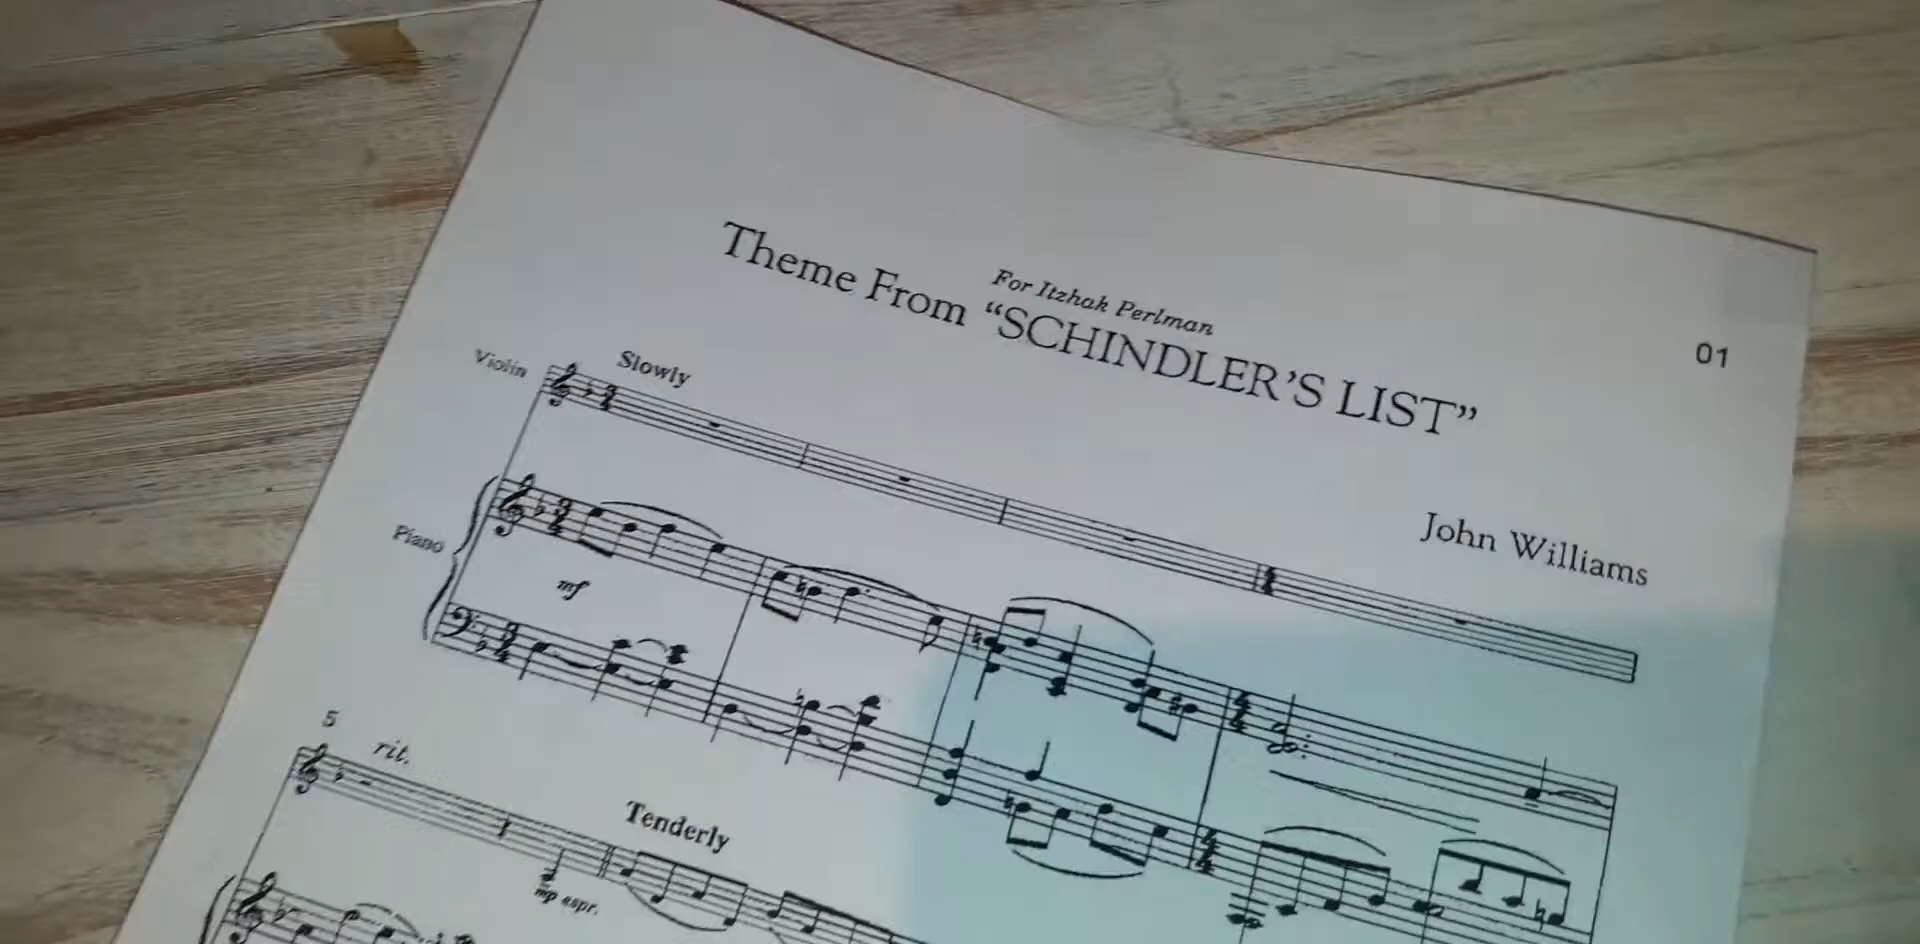 For Itzhak Perlman
Theme From “SCHINDLER’S LIST”
01
John Williams
Slowly
Violin
Piano
mf
5
rit.
Tenderly
mp espr.